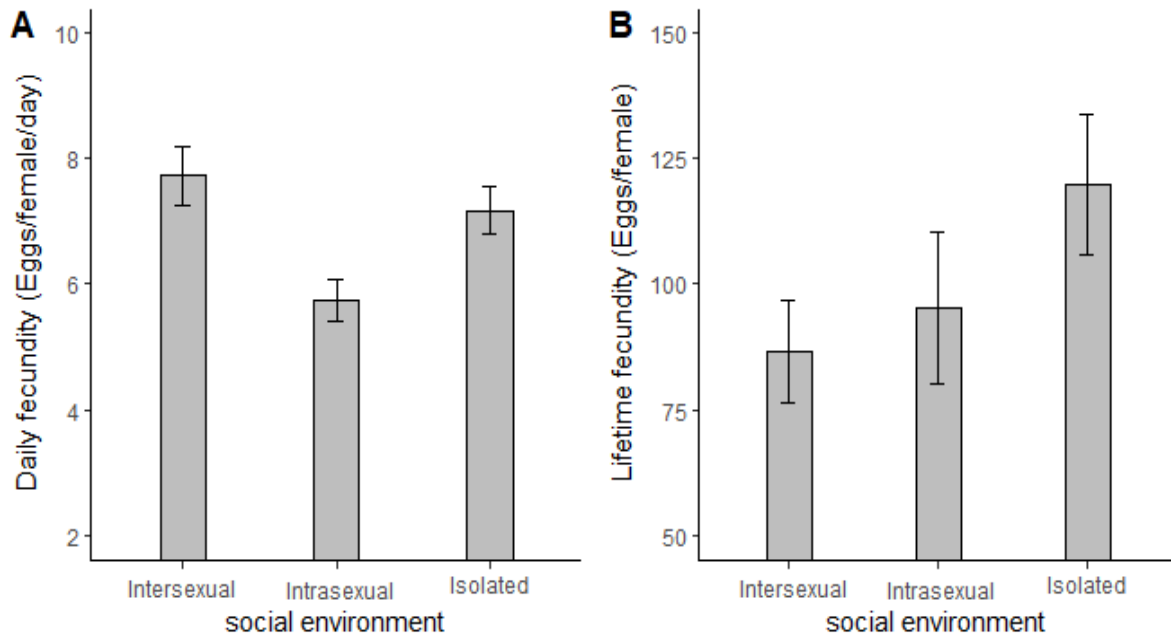 A
Daily fecundity (Eggs/female/day)
10
8
6
4
2
Intersexual
Intrasexual
Isolated
social environment
B
Lifetime fecundity (Eggs/female)
150
125
100
75
50
Intersexual
Intrasexual
Isolated
social environment